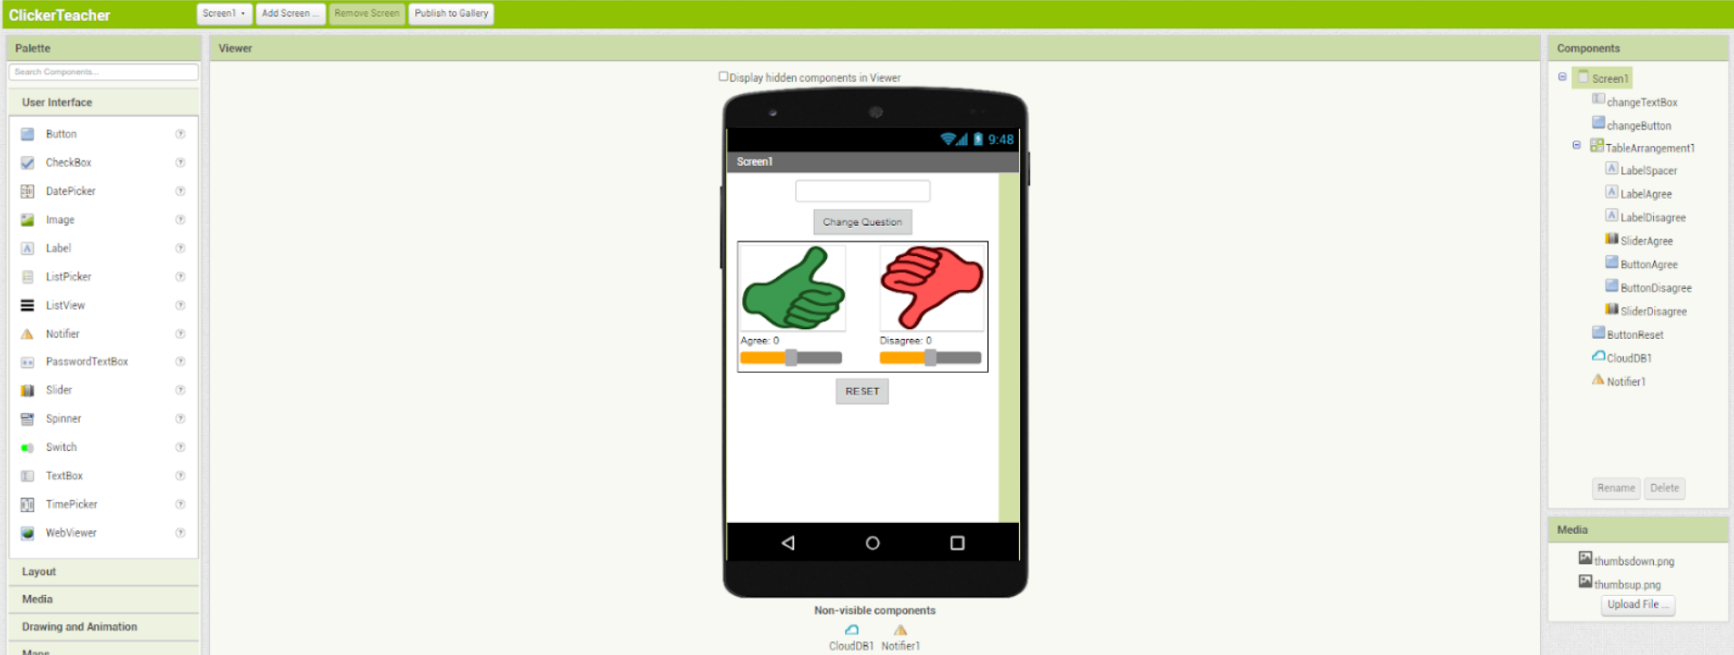 ClickerTeacher
Screen1
Add Screen ...
Remove Screen
Publish to Gallery
Palette
Search Components...
User Interface
Button
CheckBox
DatePicker
Image
Label
ListPicker
ListView
Notifier
PasswordTextBox
Slider
Spinner
Switch
TextBox
TimePicker
WebViewer
Layout
Media
Drawing and Animation
Maps
Viewer
Display hidden components in Viewer
9:48
Screen1
Change Question
Agree: 0
Disagree: 0
RESET
Non-visible components
CloudDB1
Notifier1
Components
Screen1
changeTextBox
changeButton
TableArrangement1
LabelSpacer
LabelAgree
LabelDisagree
SliderAgree
ButtonAgree
ButtonDisagree
SliderDisagree
ButtonReset
CloudDB1
Notifier1
Rename
Delete
Media
thumbsdown.png
thumbsup.png
Upload File ...